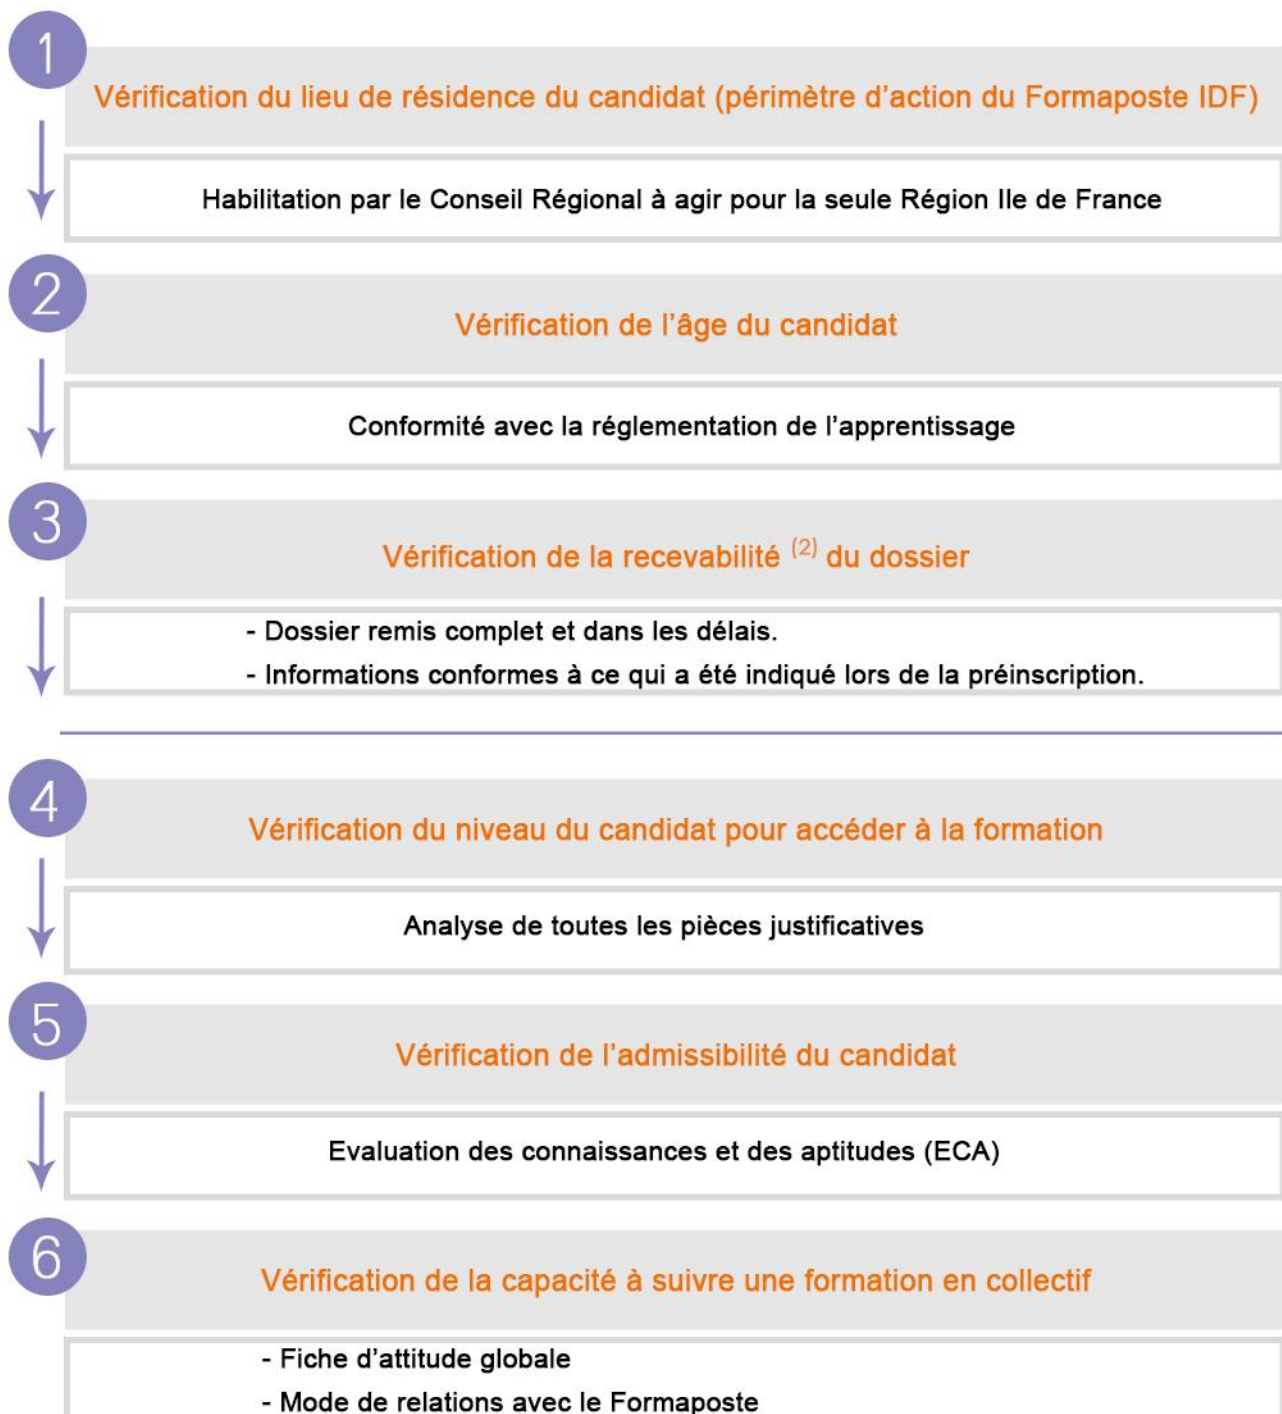 1
Vérification du lieu de résidence du candidat (périmètre d'action du Formaposte IDF)
Habilitation par le Conseil Régional à agir pour la seule Région Ile de France
2
Vérification de l'âge du candidat
Conformité avec la réglementation de l'apprentissage
3
Vérification de la recevabilité (2) du dossier
- Dossier remis complet et dans les délais.
- Informations conformes à ce qui a été indiqué lors de la préinscription.
4
Vérification du niveau du candidat pour accéder à la formation
Analyse de toutes les pièces justificatives
5
Vérification de l'admissibilité du candidat
Evaluation des connaissances et des aptitudes (ECA)
6
Vérification de la capacité à suivre une formation en collectif
- Fiche d'attitude globale
- Mode de relations avec le Formaposte